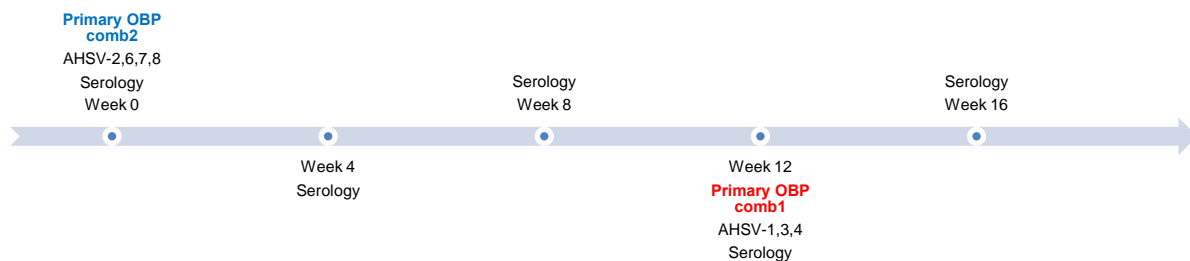 Primary OBP
comb2
AHSV-2,6,7,8
Serology
Week 0
Week 4
Serology
Serology
Week 8
Week 12
Primary OBP
comb1
AHSV-1,3,4
Serology
Serology
Week 16